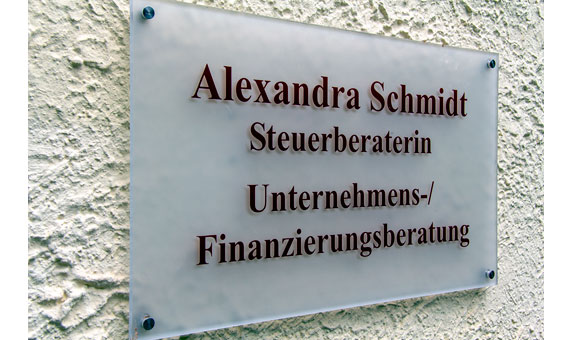 Alexandra Schmidt
Steuerberaterin
Unternehmens-/
Finanzierungsberatung